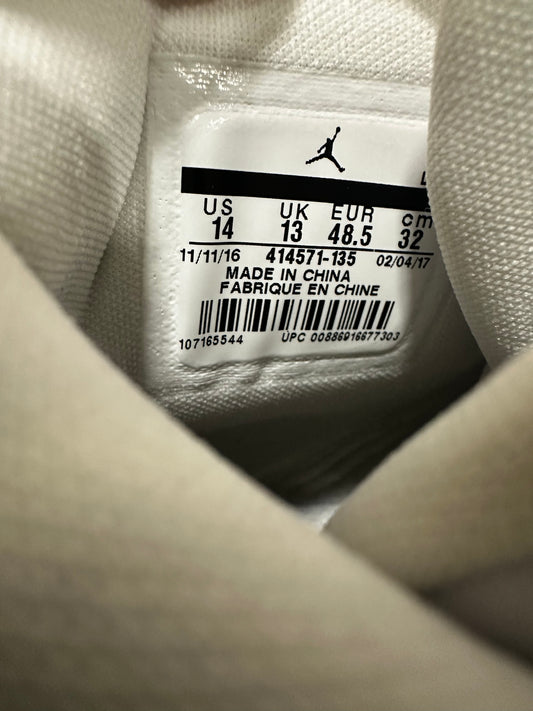 US UK EUR cm
14 13 48.5 32
11/11/16 414571-135 02/04/17
MADE IN CHINA
FABRIQUE EN CHINE
107165544 UPC 00886916677303